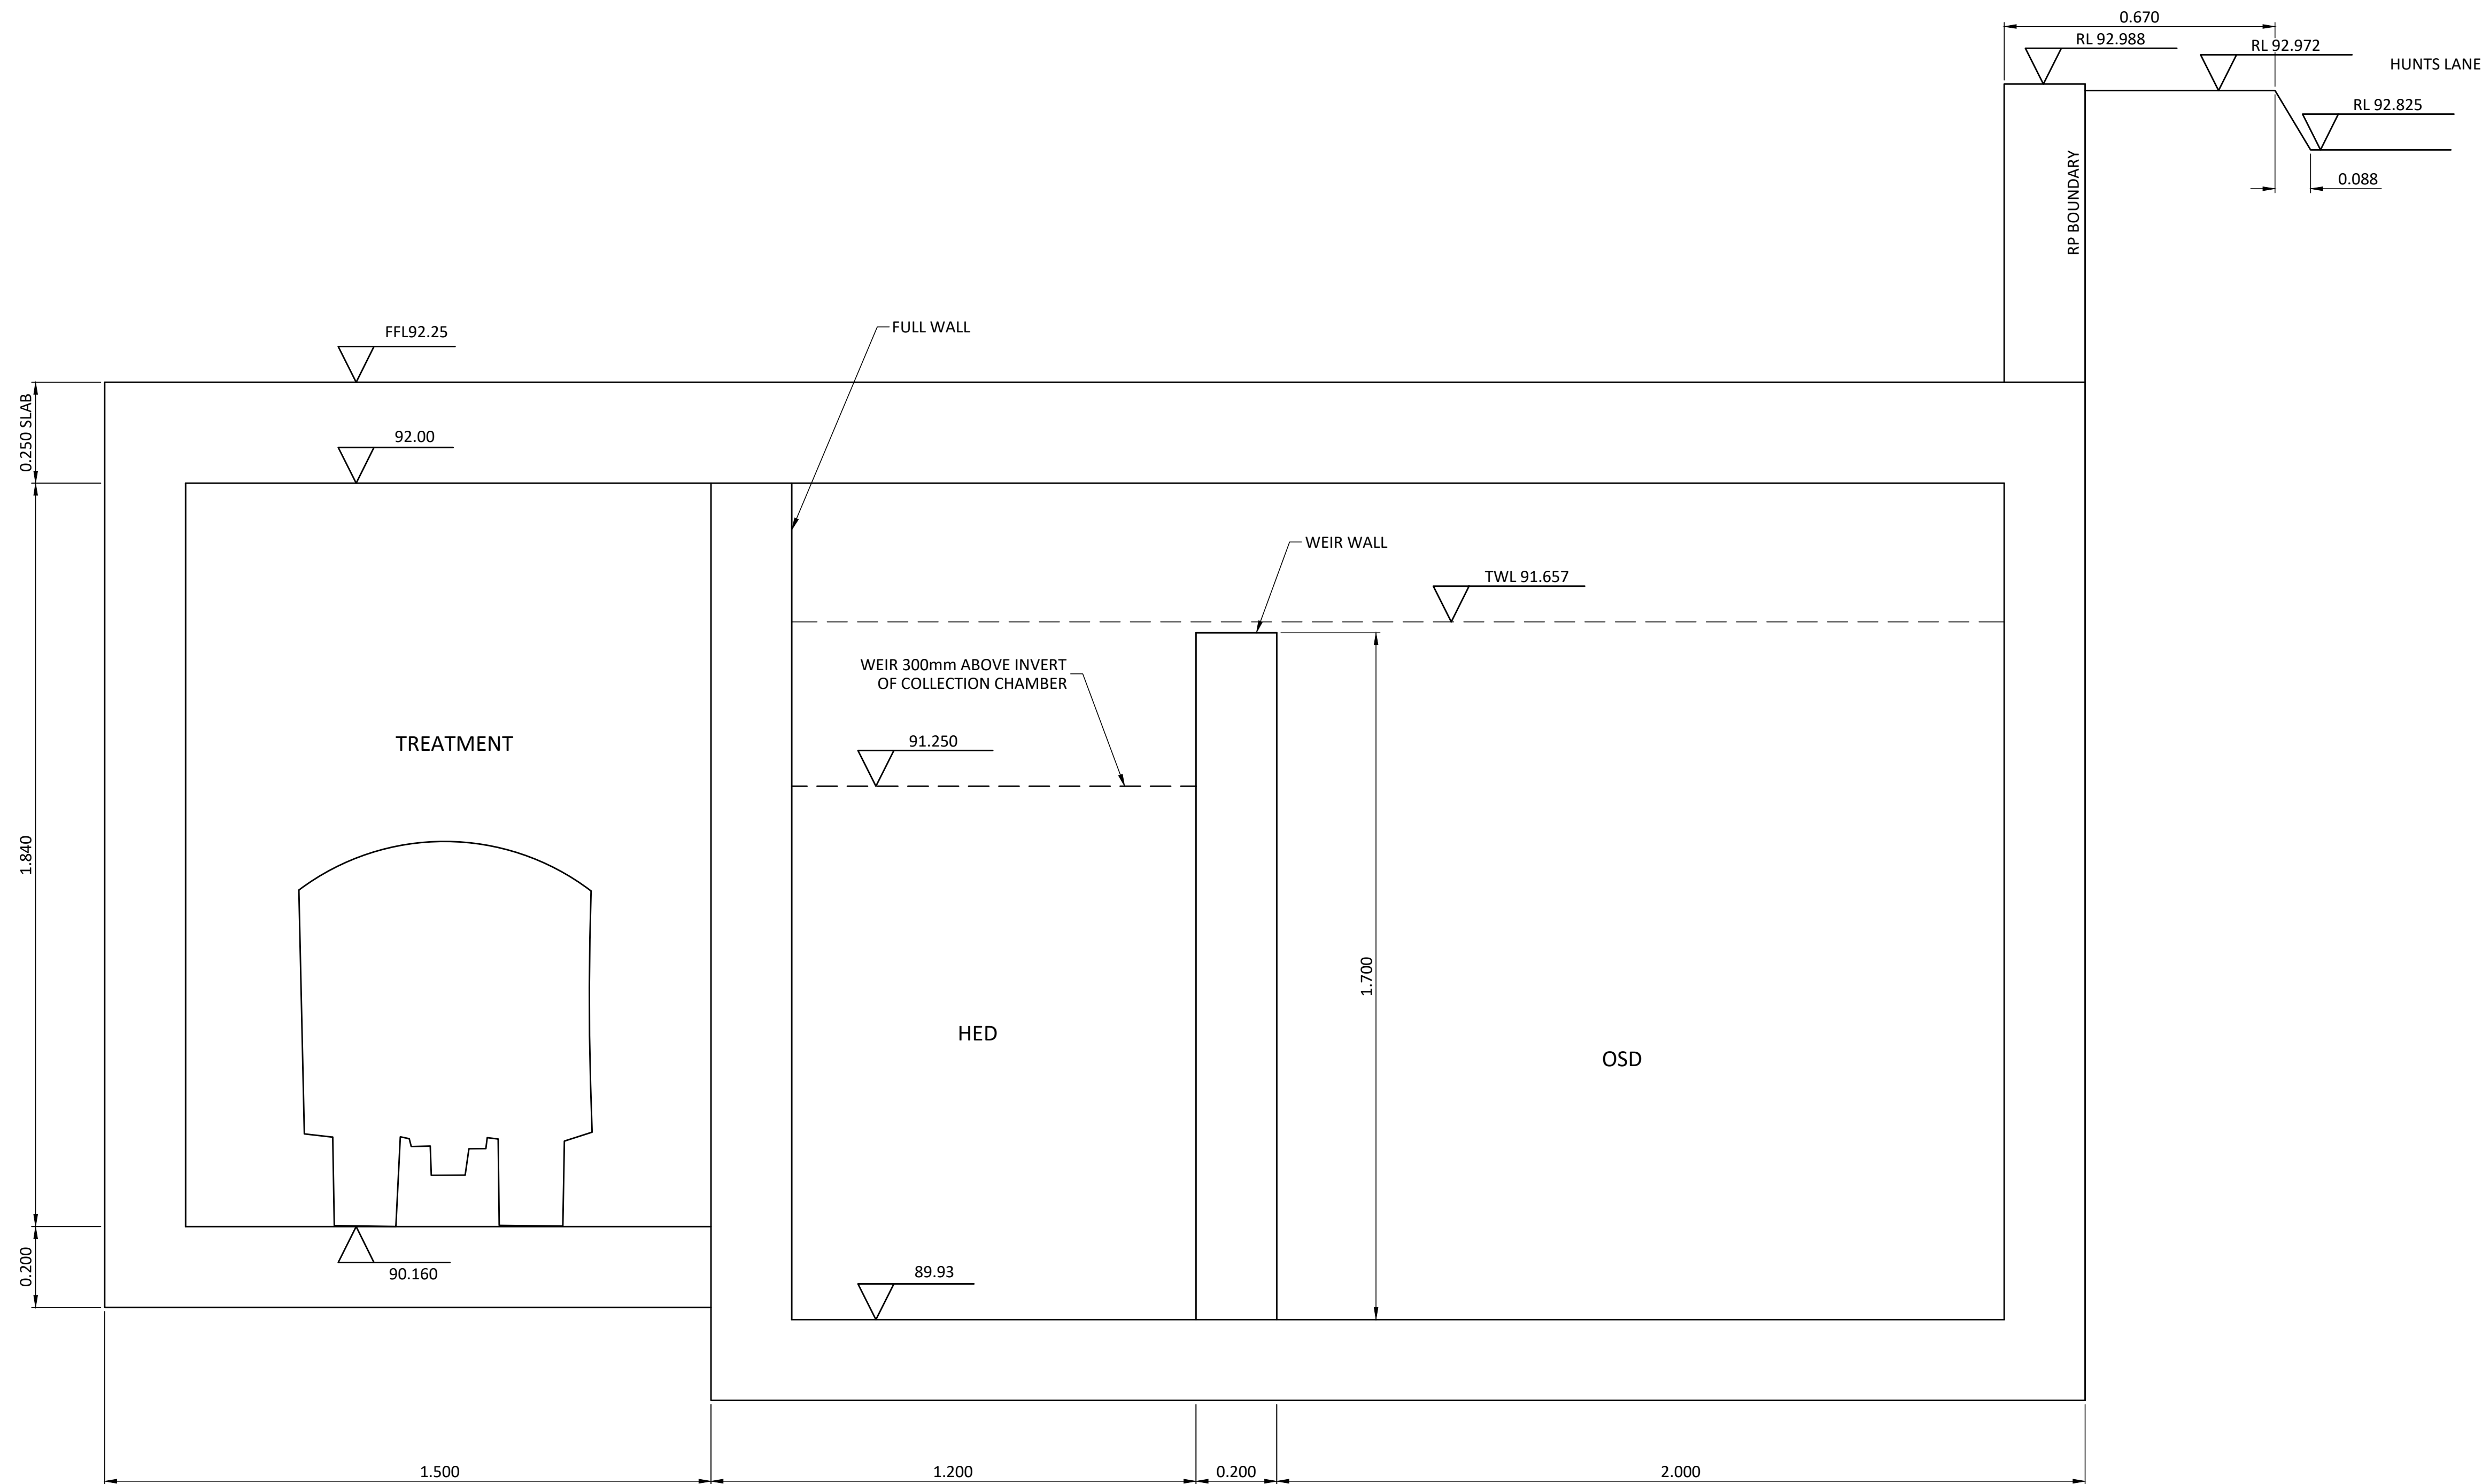 0.670
RL 92.988
RL 92.972
HUNTS LANE
RL 92.825
RP BOUNDARY
0.088
FFL92.25
FULL WALL
0.250 SLAB
92.00
WEIR WALL
TWL 91.657
WEIR 300mm ABOVE INVERT
OF COLLECTION CHAMBER
91.250
TREATMENT
1.840
1.700
HED
OSD
0.200
90.160
89.93
1.500
1.200
0.200
2.000